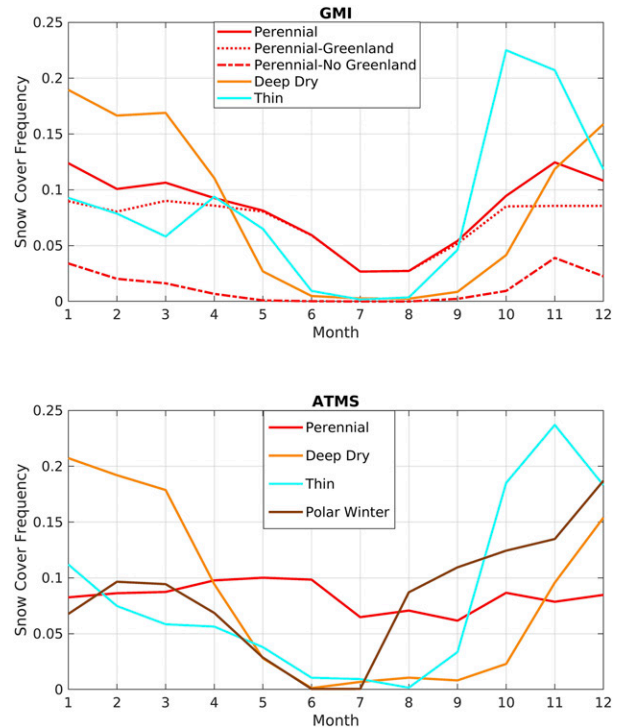 GMI
Perennial
Perennial-Greenland
Perennial-No Greenland
Deep Dry
Thin
Snow Cover Frequency
0.25
0.2
0.15
0.1
0.05
0
1 2 3 4 5 6 7 8 9 10 11 12
Month
ATMS
Perennial
Deep Dry
Thin
Polar Winter
Snow Cover Frequency
0.25
0.2
0.15
0.1
0.05
0
1 2 3 4 5 6 7 8 9 10 11 12
Month